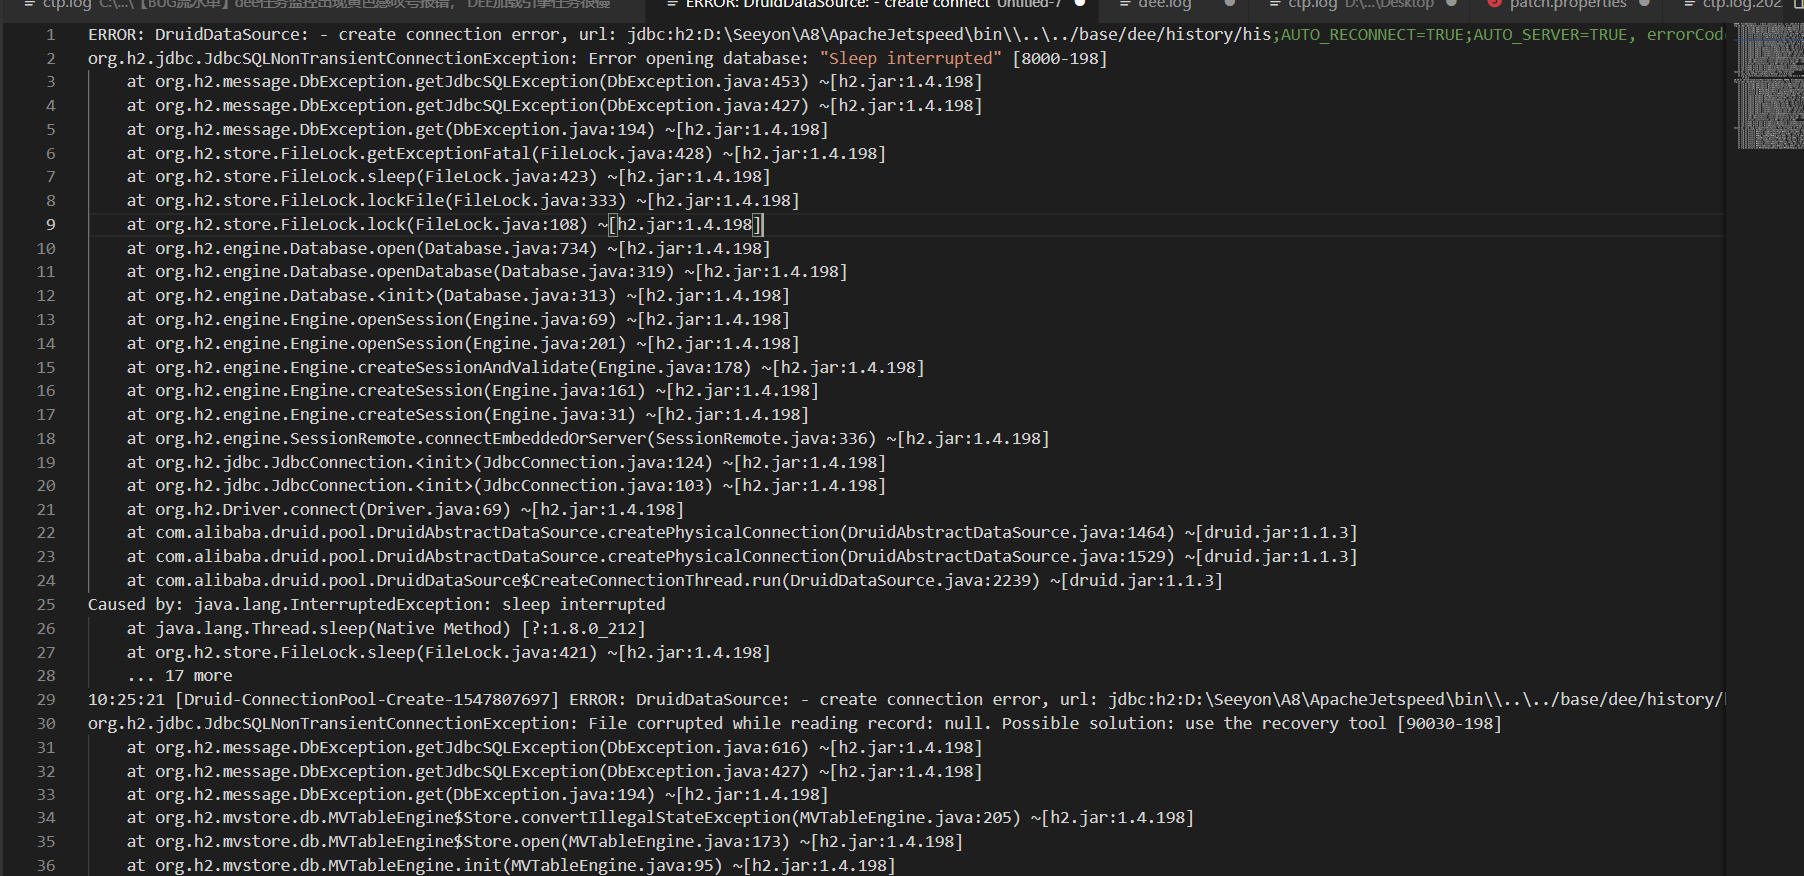 ctp.log C:\...\【BUG流水单】dee任务监控出现黄色感叹号报错， DEE加载引擎任务很慢
ERROR: DruidDataSource: - create connect Untitled-7
dee.log
ctp.log D:\...\Desktop
patch.properties
ctp.log.202
1 ERROR: DruidDataSource: - create connection error, url: jdbc:h2:D:\Seeyon\A8\ApacheJetspeed\bin\\..\../base/dee/history/his;AUTO_RECONNECT=TRUE;AUTO_SERVER=TRUE, errorCod
2 org.h2.jdbc.JdbcSQLNonTransientConnectionException: Error opening database: "Sleep interrupted" [8000-198]
3 at org.h2.message.DbException.getJdbcSQLException(DbException.java:453) ~[h2.jar:1.4.198]
4 at org.h2.message.DbException.getJdbcSQLException(DbException.java:427) ~[h2.jar:1.4.198]
5 at org.h2.message.DbException.get(DbException.java:194) ~[h2.jar:1.4.198]
6 at org.h2.store.FileLock.getExceptionFatal(FileLock.java:428) ~[h2.jar:1.4.198]
7 at org.h2.store.FileLock.sleep(FileLock.java:423) ~[h2.jar:1.4.198]
8 at org.h2.store.FileLock.lockFile(FileLock.java:333) ~[h2.jar:1.4.198]
9 at org.h2.store.FileLock.lock(FileLock.java:108) ~[h2.jar:1.4.198]
10 at org.h2.engine.Database.open(Database.java:734) ~[h2.jar:1.4.198]
11 at org.h2.engine.Database.openDatabase(Database.java:319) ~[h2.jar:1.4.198]
12 at org.h2.engine.Database.<init>(Database.java:313) ~[h2.jar:1.4.198]
13 at org.h2.engine.Engine.openSession(Engine.java:69) ~[h2.jar:1.4.198]
14 at org.h2.engine.Engine.openSession(Engine.java:201) ~[h2.jar:1.4.198]
15 at org.h2.engine.Engine.createSessionAndValidate(Engine.java:178) ~[h2.jar:1.4.198]
16 at org.h2.engine.Engine.createSession(Engine.java:161) ~[h2.jar:1.4.198]
17 at org.h2.engine.Engine.createSession(Engine.java:31) ~[h2.jar:1.4.198]
18 at org.h2.engine.SessionRemote.connectEmbeddedOrServer(SessionRemote.java:336) ~[h2.jar:1.4.198]
19 at org.h2.jdbc.JdbcConnection.<init>(JdbcConnection.java:124) ~[h2.jar:1.4.198]
20 at org.h2.jdbc.JdbcConnection.<init>(JdbcConnection.java:103) ~[h2.jar:1.4.198]
21 at org.h2.Driver.connect(Driver.java:69) ~[h2.jar:1.4.198]
22 at com.alibaba.druid.pool.DruidAbstractDataSource.createPhysicalConnection(DruidAbstractDataSource.java:1464) ~[druid.jar:1.1.3]
23 at com.alibaba.druid.pool.DruidAbstractDataSource.createPhysicalConnection(DruidAbstractDataSource.java:1529) ~[druid.jar:1.1.3]
24 at com.alibaba.druid.pool.DruidDataSource$CreateConnectionThread.run(DruidDataSource.java:2239) ~[druid.jar:1.1.3]
25 Caused by: java.lang.InterruptedException: sleep interrupted
26 at java.lang.Thread.sleep(Native Method) [?:1.8.0_212]
27 at org.h2.store.FileLock.sleep(FileLock.java:421) ~[h2.jar:1.4.198]
28 ... 17 more
29 10:25:21 [Druid-ConnectionPool-Create-1547807697] ERROR: DruidDataSource: - create connection error, url: jdbc:h2:D:\Seeyon\A8\ApacheJetspeed\bin\\..\../base/dee/history/
30 org.h2.jdbc.JdbcSQLNonTransientConnectionException: File corrupted while reading record: null. Possible solution: use the recovery tool [90030-198]
31 at org.h2.message.DbException.getJdbcSQLException(DbException.java:616) ~[h2.jar:1.4.198]
32 at org.h2.message.DbException.getJdbcSQLException(DbException.java:427) ~[h2.jar:1.4.198]
33 at org.h2.message.DbException.get(DbException.java:194) ~[h2.jar:1.4.198]
34 at org.h2.mvstore.db.MVTableEngine$Store.convertIllegalStateException(MVTableEngine.java:205) ~[h2.jar:1.4.198]
35 at org.h2.mvstore.db.MVTableEngine$Store.open(MVTableEngine.java:173) ~[h2.jar:1.4.198]
36 at org.h2.mvstore.db.MVTableEngine.init(MVTableEngine.java:95) ~[h2.jar:1.4.198]